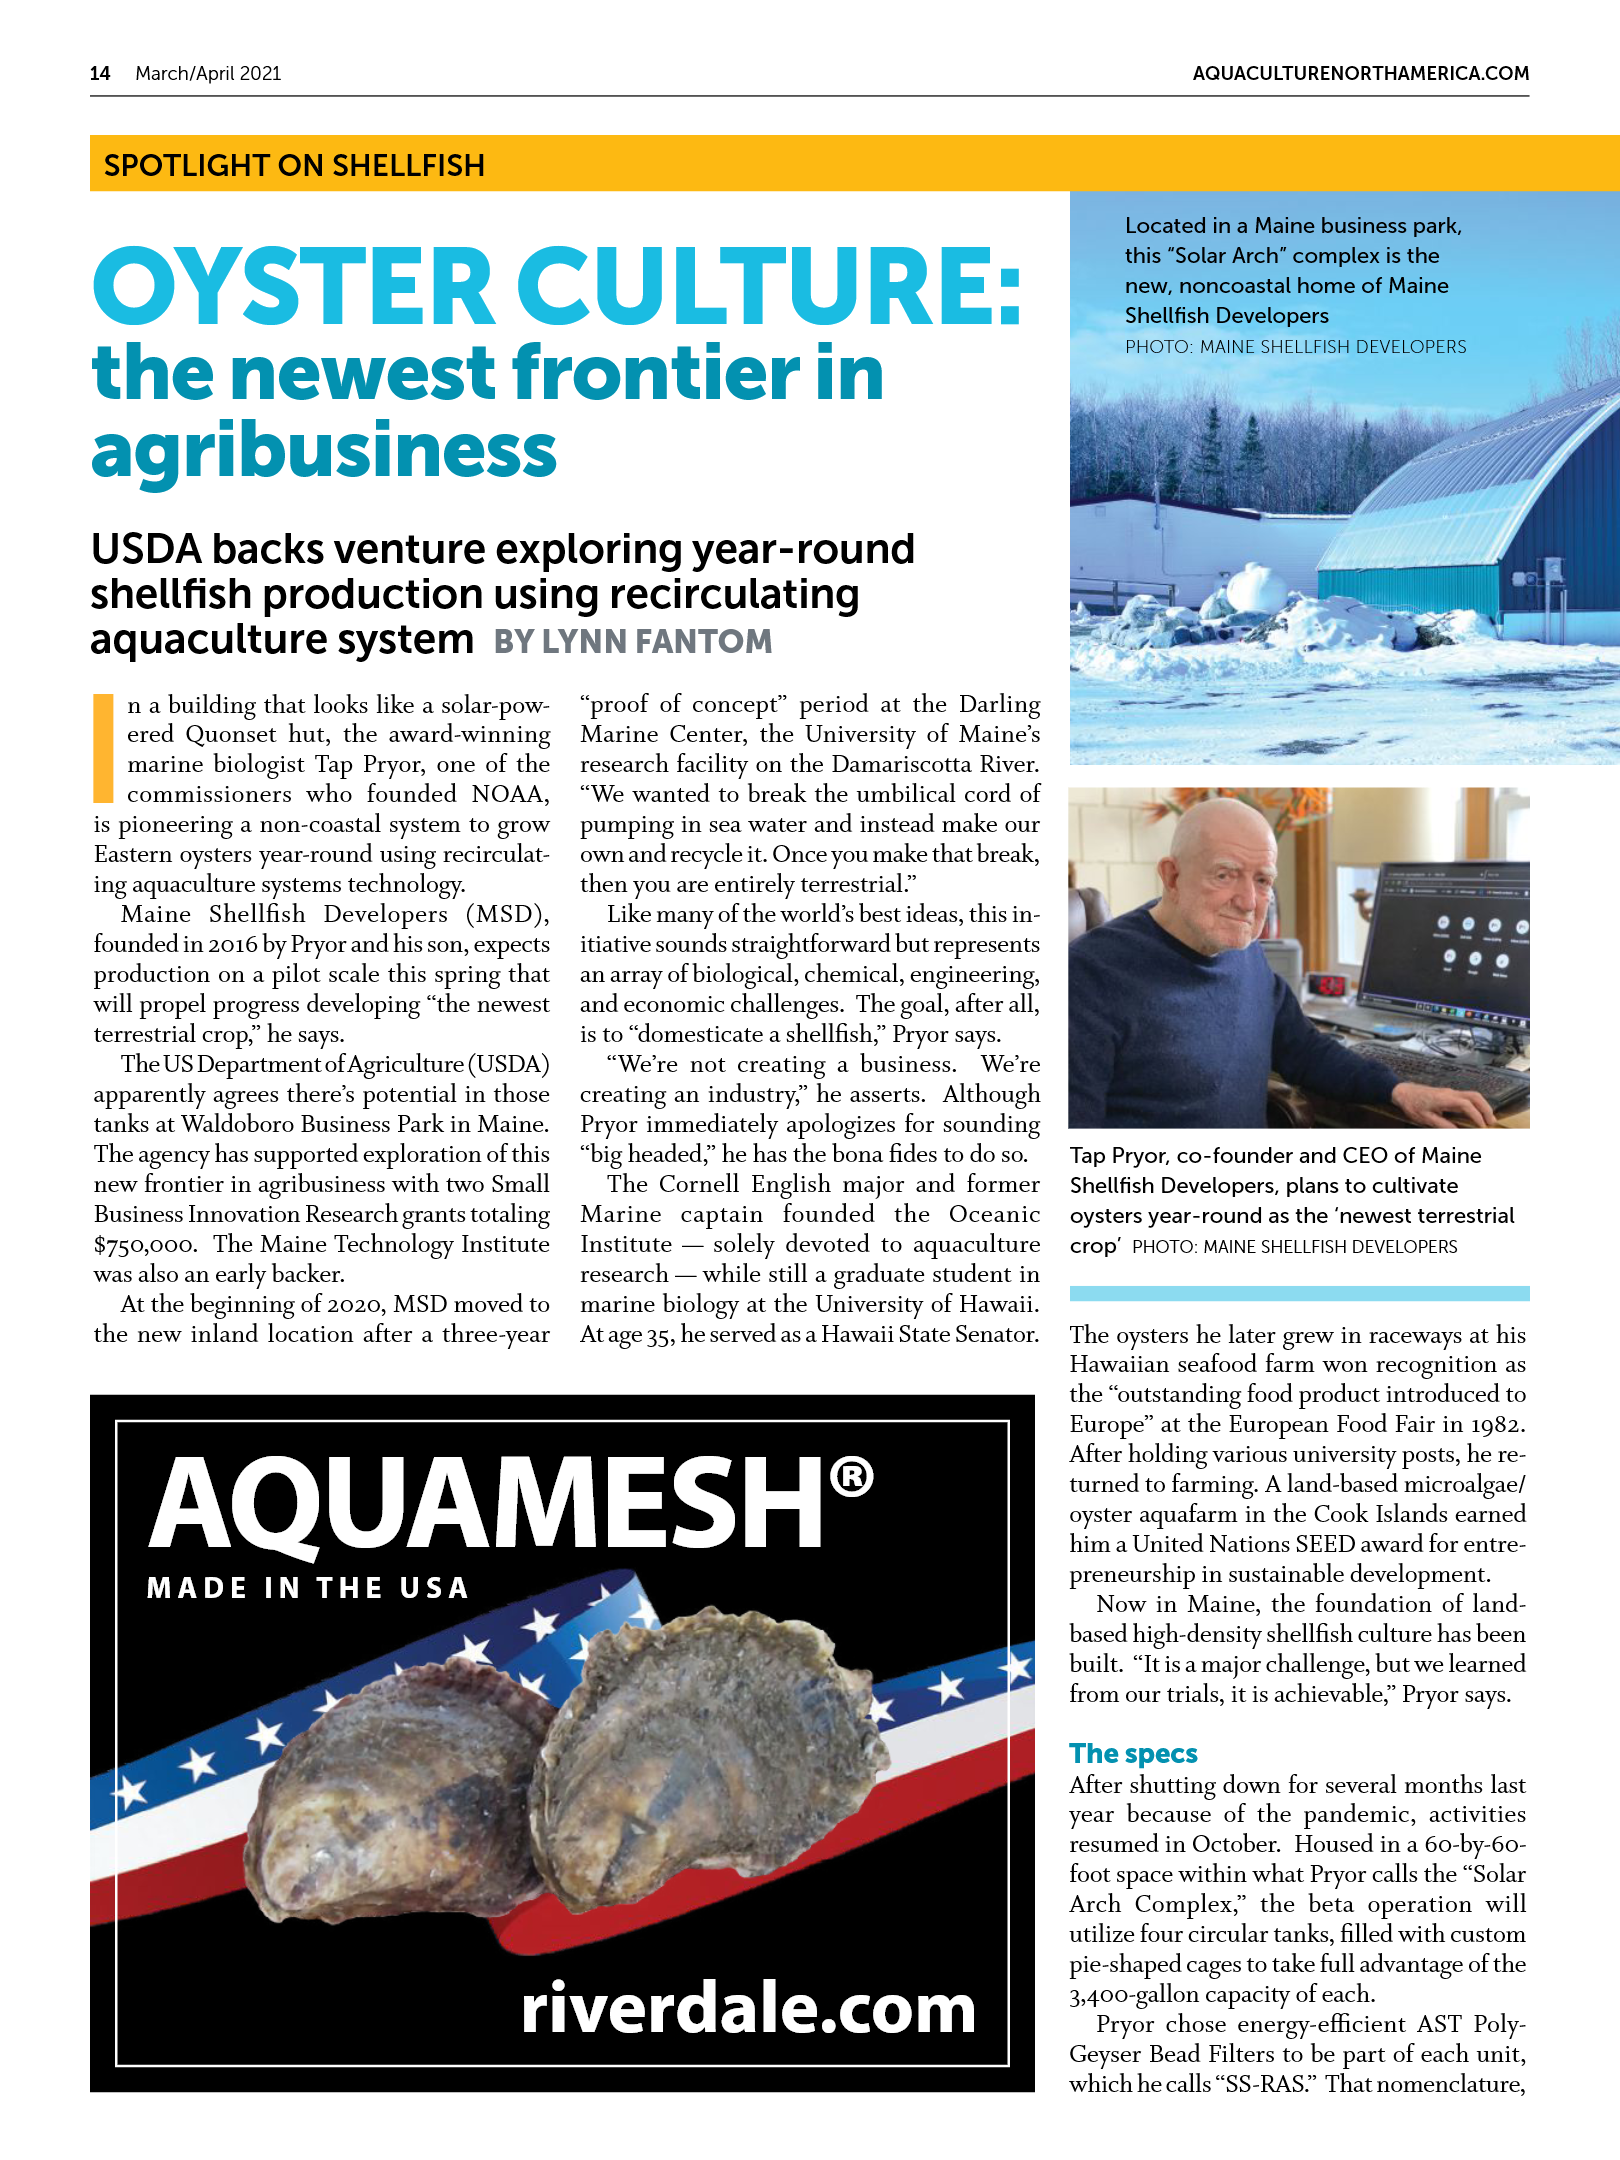 14 March/April 2021
AQUACULTURENORTHAMERICA.COM
SPOTLIGHT ON SHELLFISH
OYSTER CULTURE:
the newest frontier in
agribusiness
USDA backs venture exploring year-round
shellfish production using recirculating
aquaculture system BY LYNN FANTOM
In a building that looks like a solar-pow-
ered Quonset hut, the award-winning
marine biologist Tap Pryor, one of the
commissioners who founded NOAA,
is pioneering a non-coastal system to grow
Eastern oysters year-round using recirculat-
ing aquaculture systems technology.
Maine Shellfish Developers (MSD),
founded in 2016 by Pryor and his son, expects
production on a pilot scale this spring that
will propel progress developing “the newest
terrestrial crop,” he says.
The US Department of Agriculture (USDA)
apparently agrees there’s potential in those
tanks at Waldoboro Business Park in Maine.
The agency has supported exploration of this
new frontier in agribusiness with two Small
Business Innovation Research grants totaling
$750,000. The Maine Technology Institute
was also an early backer.
At the beginning of 2020, MSD moved to
the new inland location after a three-year
“proof of concept” period at the Darling
Marine Center, the University of Maine’s
research facility on the Damariscotta River.
“We wanted to break the umbilical cord of
pumping in sea water and instead make our
own and recycle it. Once you make that break,
then you are entirely terrestrial.”
Like many of the world’s best ideas, this in-
itiative sounds straightforward but represents
an array of biological, chemical, engineering,
and economic challenges. The goal, after all,
is to “domesticate a shellfish,” Pryor says.
“We’re not creating a business. We’re
creating an industry,” he asserts. Although
Pryor immediately apologizes for sounding
“big headed,” he has the bona fides to do so.
The Cornell English major and former
Marine captain founded the Oceanic
Institute — solely devoted to aquaculture
research — while still a graduate student in
marine biology at the University of Hawaii.
At age 35, he served as a Hawaii State Senator.
Located in a Maine business park,
this “Solar Arch” complex is the
new, noncoastal home of Maine
Shellfish Developers
PHOTO: MAINE SHELLFISH DEVELOPERS
Tap Pryor, co-founder and CEO of Maine
Shellfish Developers, plans to cultivate
oysters year-round as the ‘newest terrestrial
crop’ PHOTO: MAINE SHELLFISH DEVELOPERS
The oysters he later grew in raceways at his
Hawaiian seafood farm won recognition as
the “outstanding food product introduced to
Europe” at the European Food Fair in 1982.
After holding various university posts, he re-
turned to farming. A land-based microalgae/
oyster aquafarm in the Cook Islands earned
him a United Nations SEED award for entre-
preneurship in sustainable development.
Now in Maine, the foundation of land-
based high-density shellfish culture has been
built. “It is a major challenge, but we learned
from our trials, it is achievable,” Pryor says.
The specs
After shutting down for several months last
year because of the pandemic, activities
resumed in October. Housed in a 60-by-60-
foot space within what Pryor calls the “Solar
Arch Complex,” the beta operation will
utilize four circular tanks, filled with custom
pie-shaped cages to take full advantage of the
3,400-gallon capacity of each.
Pryor chose energy-efficient AST Poly-
Geyser Bead Filters to be part of each unit,
which he calls “SS-RAS.” That nomenclature,
AQUAMESH®
MADE IN THE USA
riverdale.com